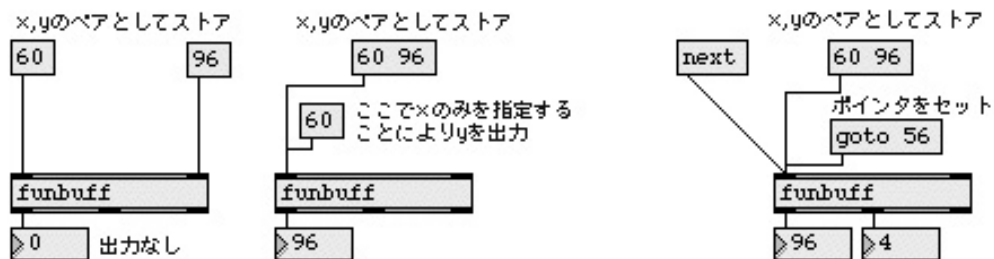 x,yのペアとしてストア
60
96
funbuff
0
出力なし
x,yのペアとしてストア
60 96
60
ここでxのみを指定する
ことによりyを出力
funbuff
96
x,yのペアとしてストア
next
60 96
ポインタをセット
goto 56
funbuff
96
4